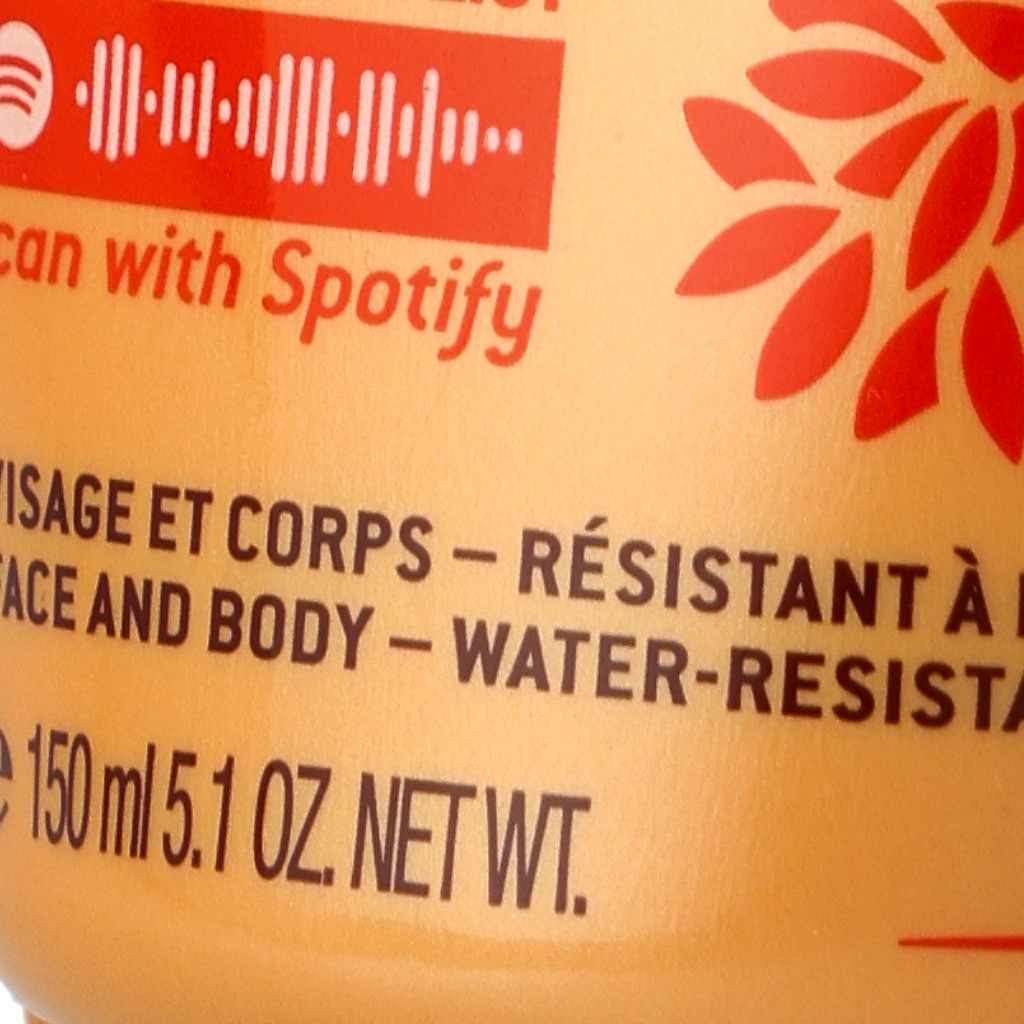 can with Spotify
VISAGE ET CORPS – RÉSISTANT À
FACE AND BODY – WATER-RESISTA
e 150 ml 5.1 OZ. NET WT.